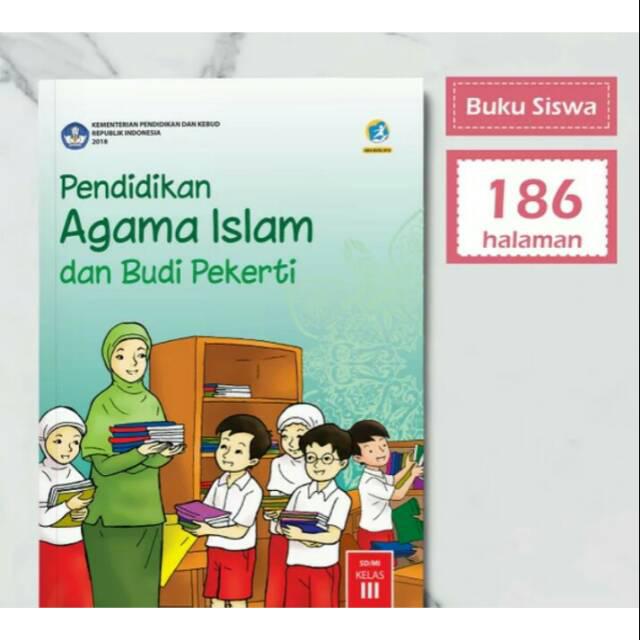 KEMENTERIAN PENDIDIKAN DAN KEBUD
REPUBLIK INDONESIA
2018
Pendidikan
Agama Islam
dan Budi Pekerti
SD/MI
KELAS
III
Buku Siswa
186
halaman